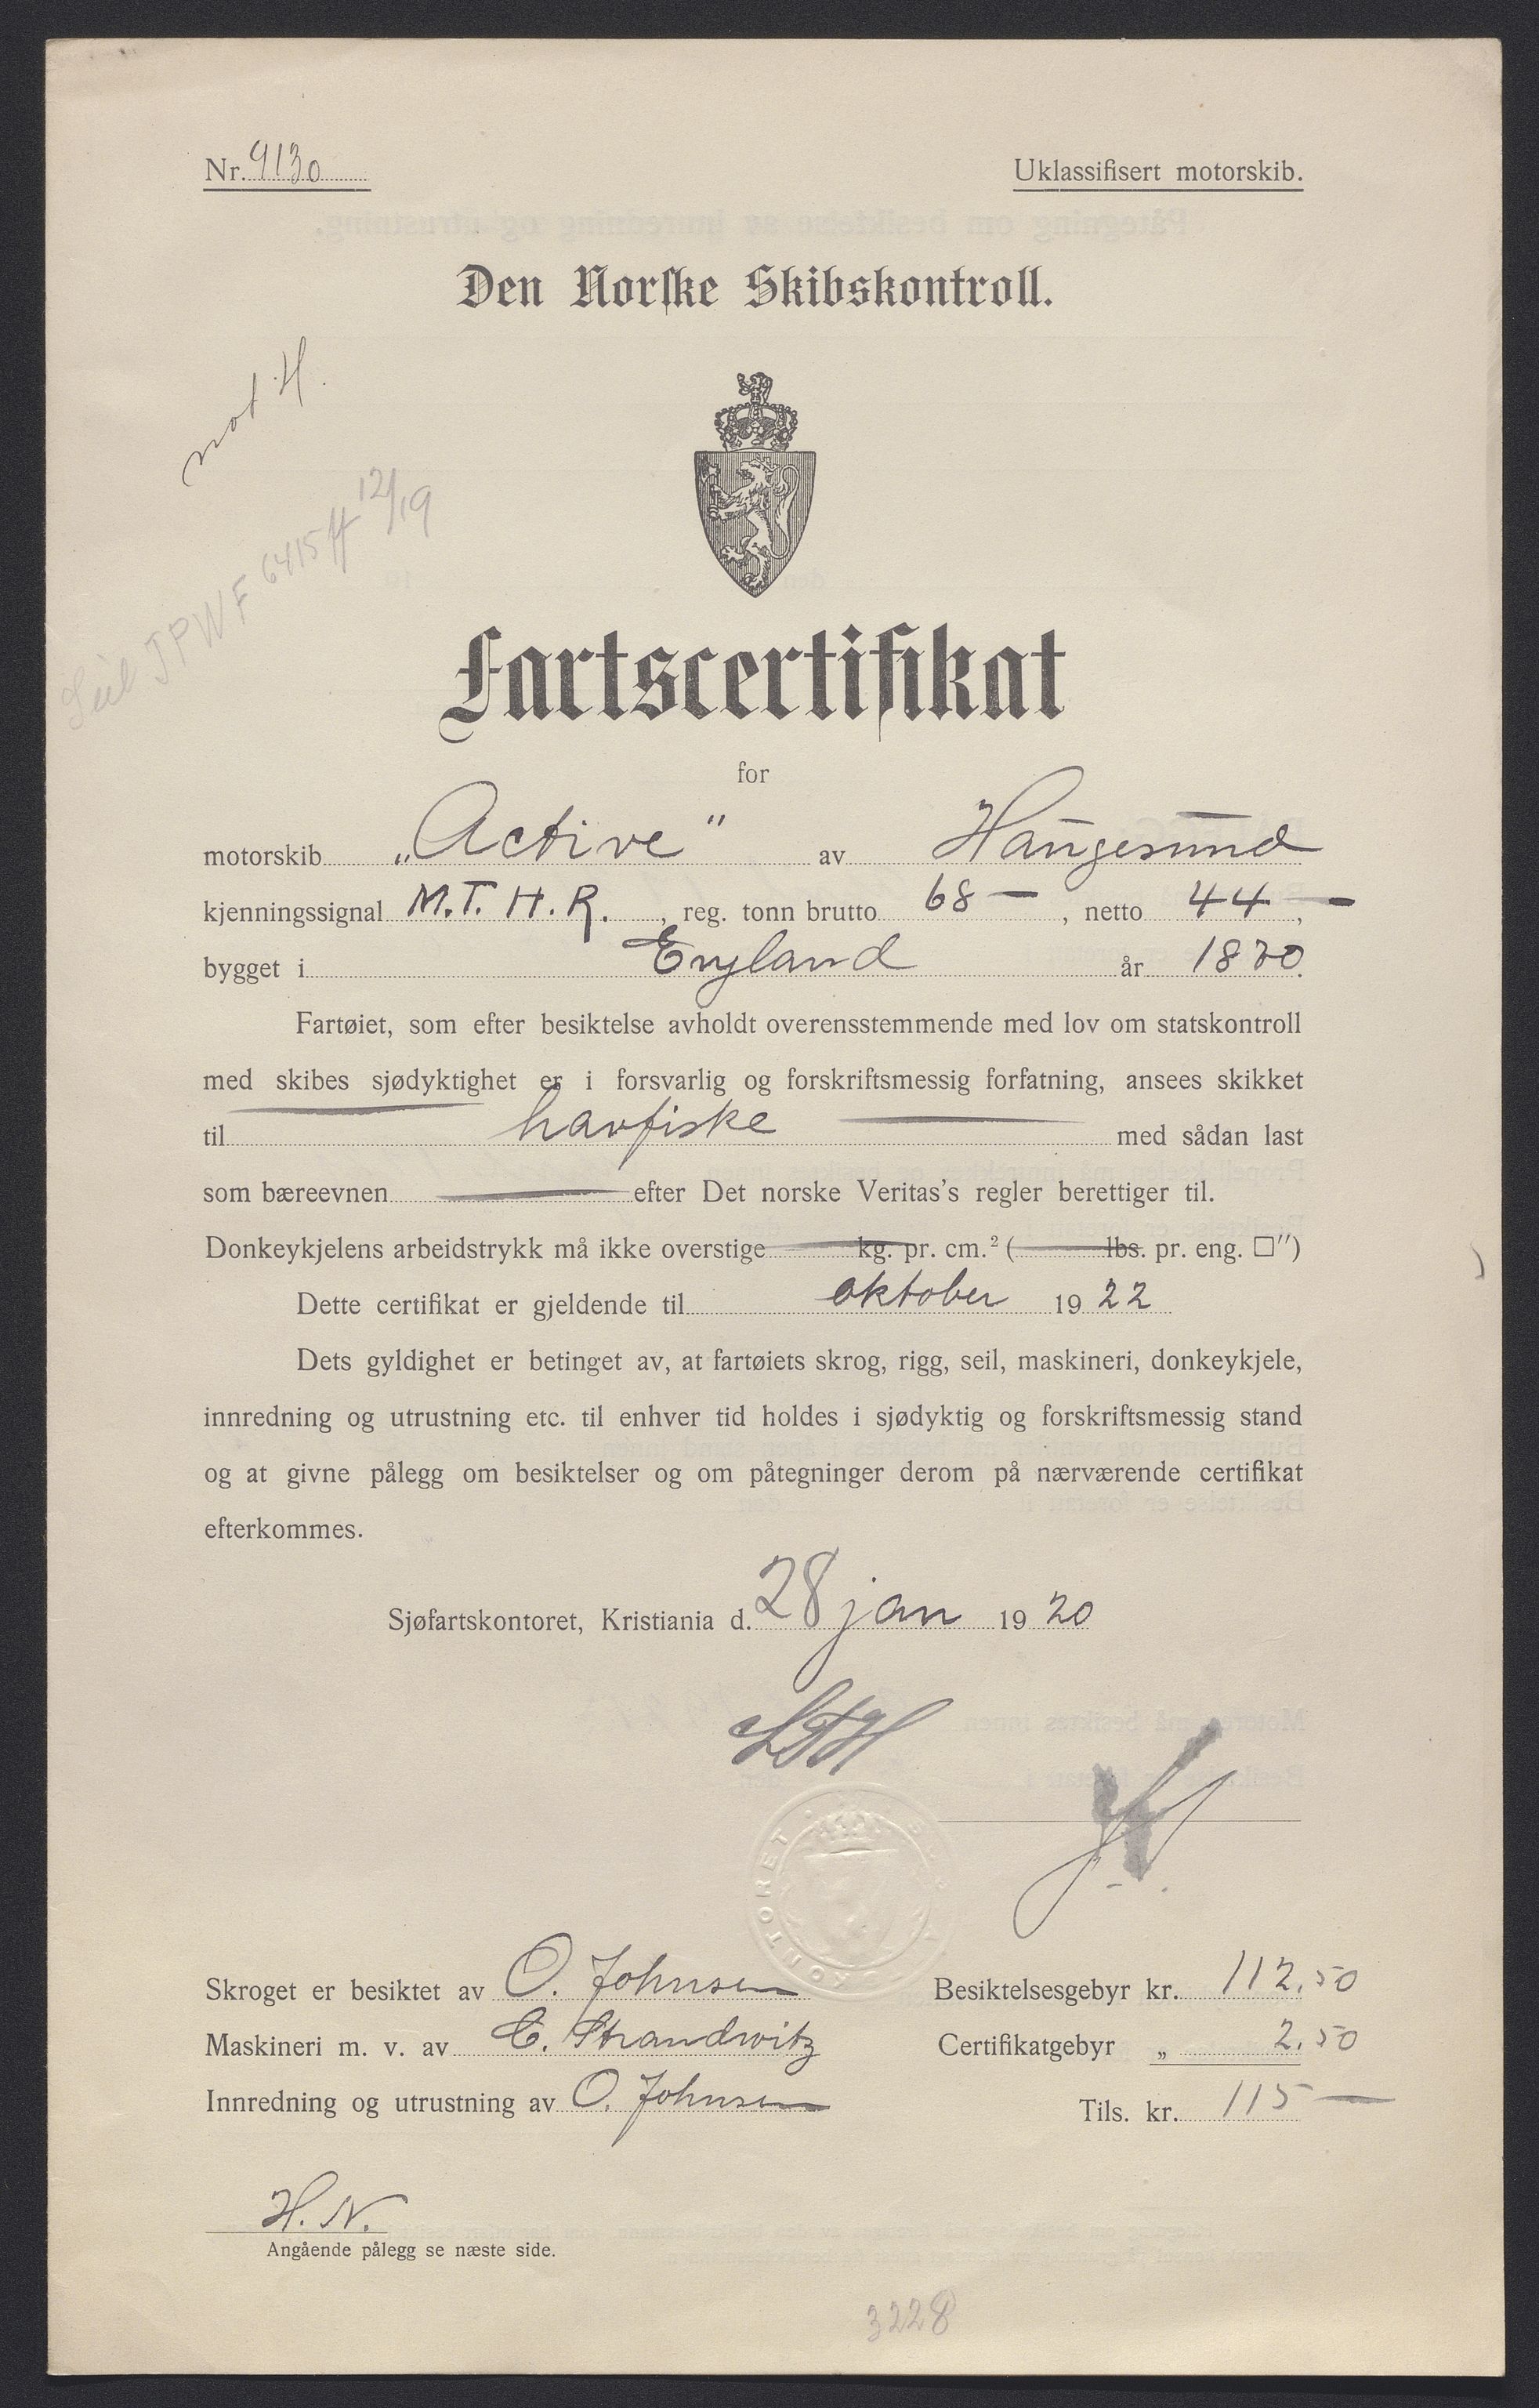 Nr. 9130
Uklassifisert motorskib.
Den Norske Skibskontroll.
mot. H.
Seil JPWF 6415 H 12/19
Fartscertifikat
for
motorskib „Active“ av Haugesund
kjenningssignal M.T.H.R., reg. tonn brutto 68 —, netto 44, —
bygget i England år 1870.
Fartøiet, som efter besiktelse avholdt overensstemmende med lov om statskontroll
med skibes sjødyktighet er i forsvarlig og forskriftsmessig forfatning, ansees skikket
til havfiske med sådan last
som bæreevnen — efter Det norske Veritas's regler berettiger til.
Donkeykjelens arbeidstrykk må ikke overstige — kg. pr. cm.² ( — lbs. pr. eng. □″)
Dette certifikat er gjeldende til oktober 1922
Dets gyldighet er betinget av, at fartøiets skrog, rigg, seil, maskineri, donkeykjele,
innredning og utrustning etc. til enhver tid holdes i sjødyktig og forskriftsmessig stand
og at givne pålegg om besiktelser og om påtegninger derom på nærværende certifikat
efterkommes.
Sjøfartskontoret, Kristiania d. 28 jan 1920
KONTORET
Skroget er besiktet av O. Johnsen
Besiktelsesgebyr kr. 112.50
Maskineri m. v. av C. Strandwitz
Certifikatgebyr „ 2.50
Innredning og utrustning av O. Johnsen
Tils. kr. 115 —
H. N.
Angående pålegg se næste side.
3228